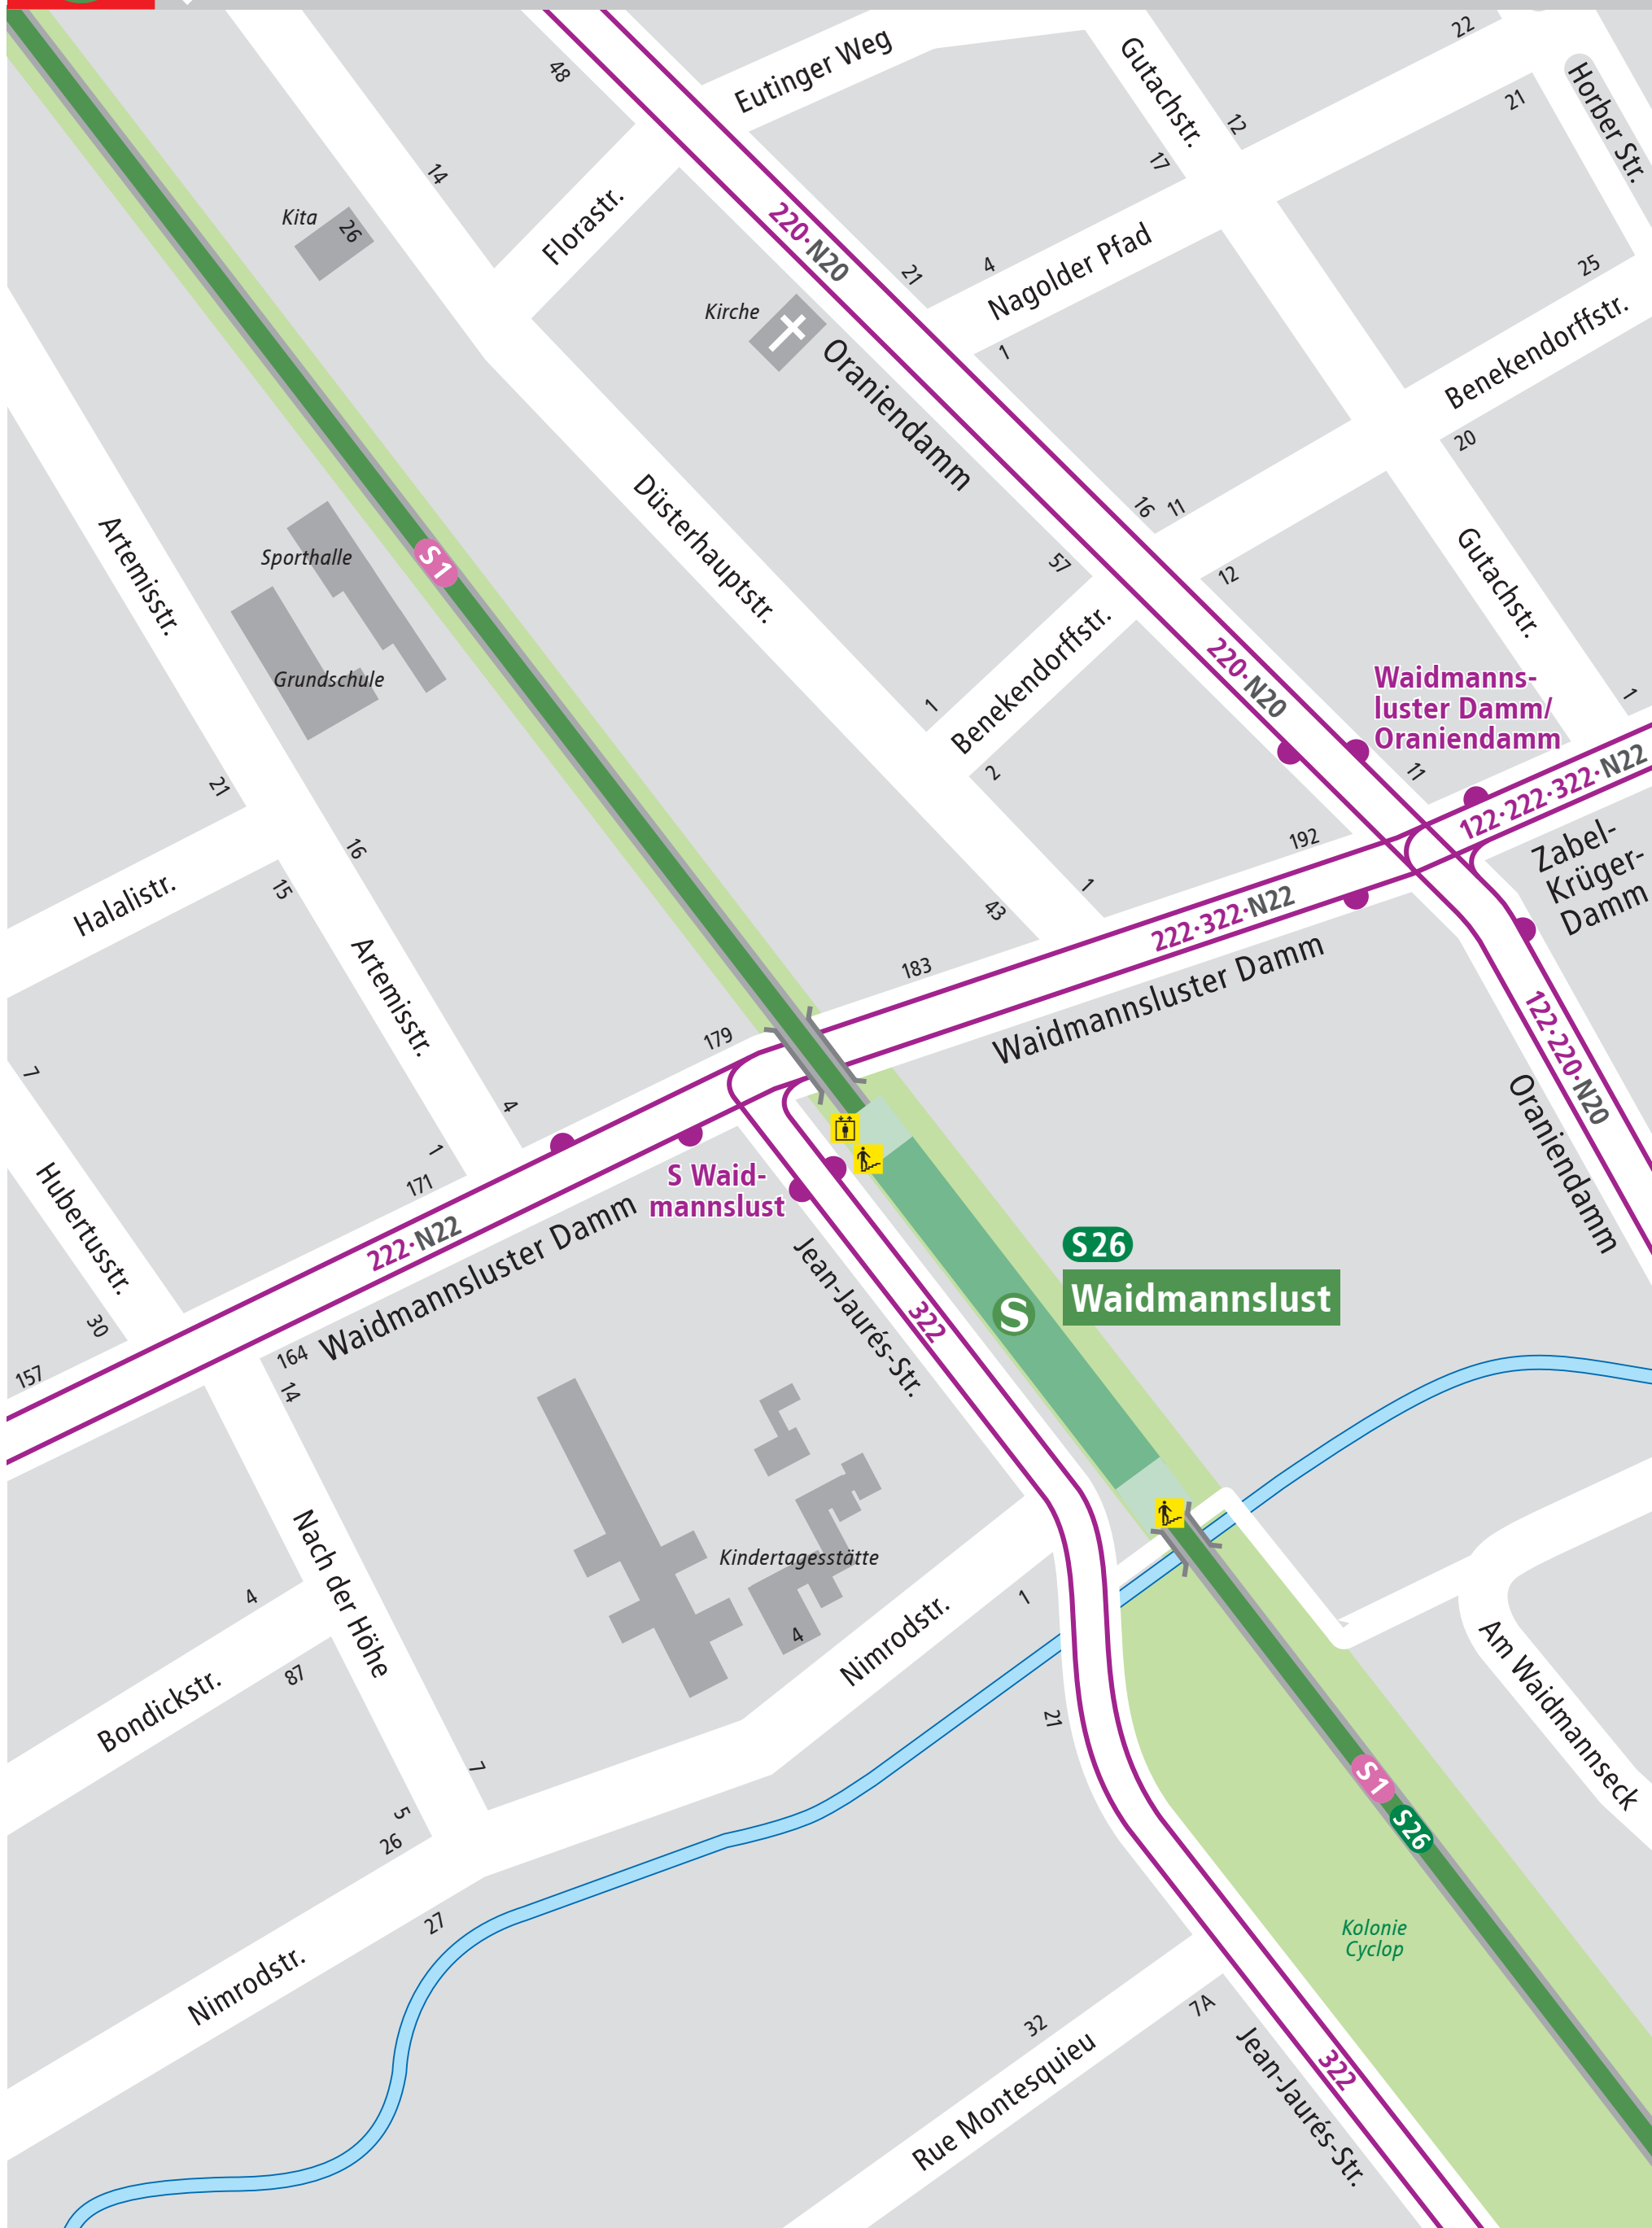 48
Eutinger Weg
Gutachstr.
22
Horber Str.
21
12
17
14
Kita
26
Florastr.
220·N20
21
4
Nagolder Pfad
25
Kirche
1
Benekendorffstr.
Oraniendamm
20
Artemisstr.
Sporthalle
S1
Düsterhauptstr.
16
11
57
12
Gutachstr.
Grundschule
Benekendorffstr.
220·N20
Waidmanns-
luster Damm/
Oraniendamm
1
1
2
11
122·222·322·N22
21
16
192
Zabel-
Krüger-
Damm
Halalistr.
15
1
43
222·322·N22
Artemisstr.
183
Waidmannsluster Damm
122·220·N20
179
7
4
1
171
S Waid-
mannslust
Oraniendamm
Hubertusstr.
222·N22
Waidmannsluster Damm
Jean-Jaurés-Str.
322
S26
S
Waidmannslust
30
157
164
14
Nach der Höhe
Kindertagesstätte
4
4
1
Nimrodstr.
Am Waidmannseck
Bondickstr.
87
21
7
S1
S26
5
26
27
Nimrodstr.
Kolonie
Cyclop
32
7A
Rue Montesquieu
Jean-Jaurés-Str.
322